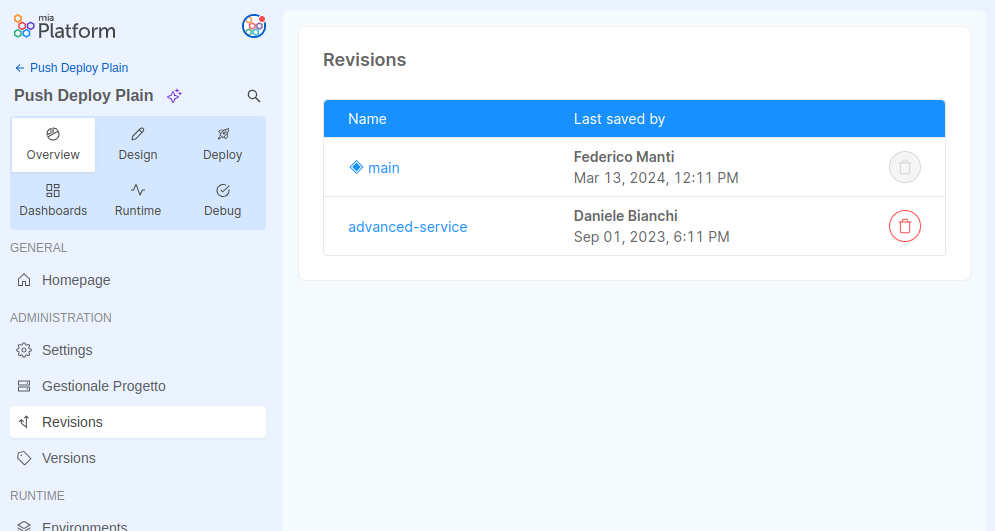 mia
Platform
Push Deploy Plain
Push Deploy Plain
Overview
Design
Deploy
Dashboards
Runtime
Debug
GENERAL
Homepage
ADMINISTRATION
Settings
Gestionale Progetto
Revisions
Versions
RUNTIME
Environments
Revisions
Name
Last saved by
main
Federico Manti
Mar 13, 2024, 12:11 PM
advanced-service
Daniele Bianchi
Sep 01, 2023, 6:11 PM